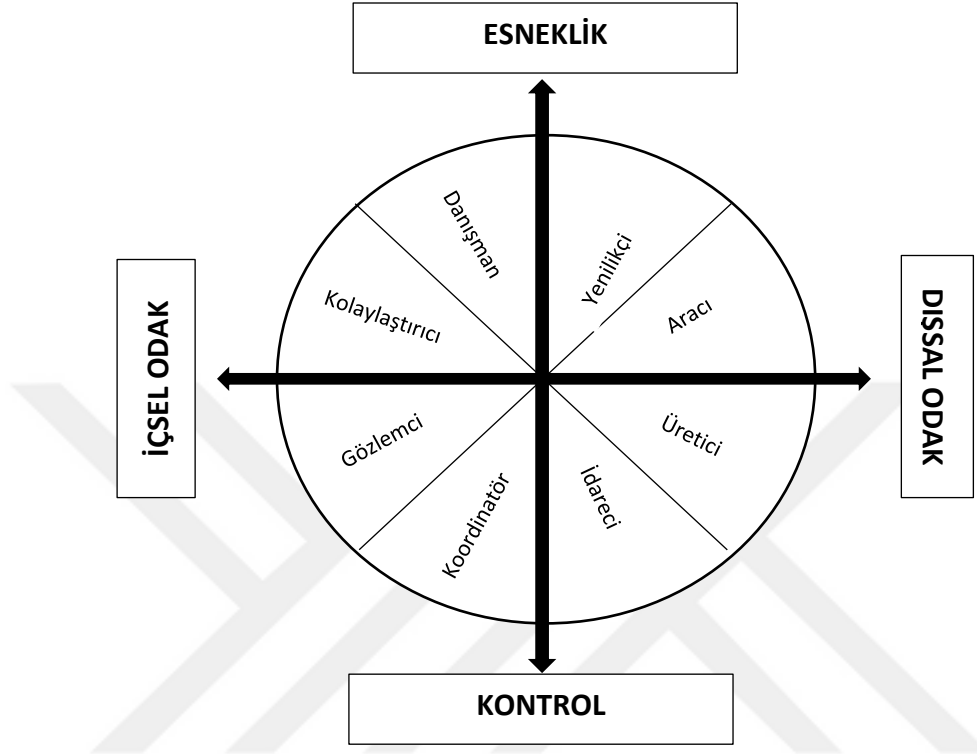 ESNEKLİK
Danışman
Yenilikçi
Kolaylaştırıcı
Aracı
İÇSEL ODAK
DIŞSAL ODAK
Gözlemci
Üretici
Koordinatör
İdareci
KONTROL